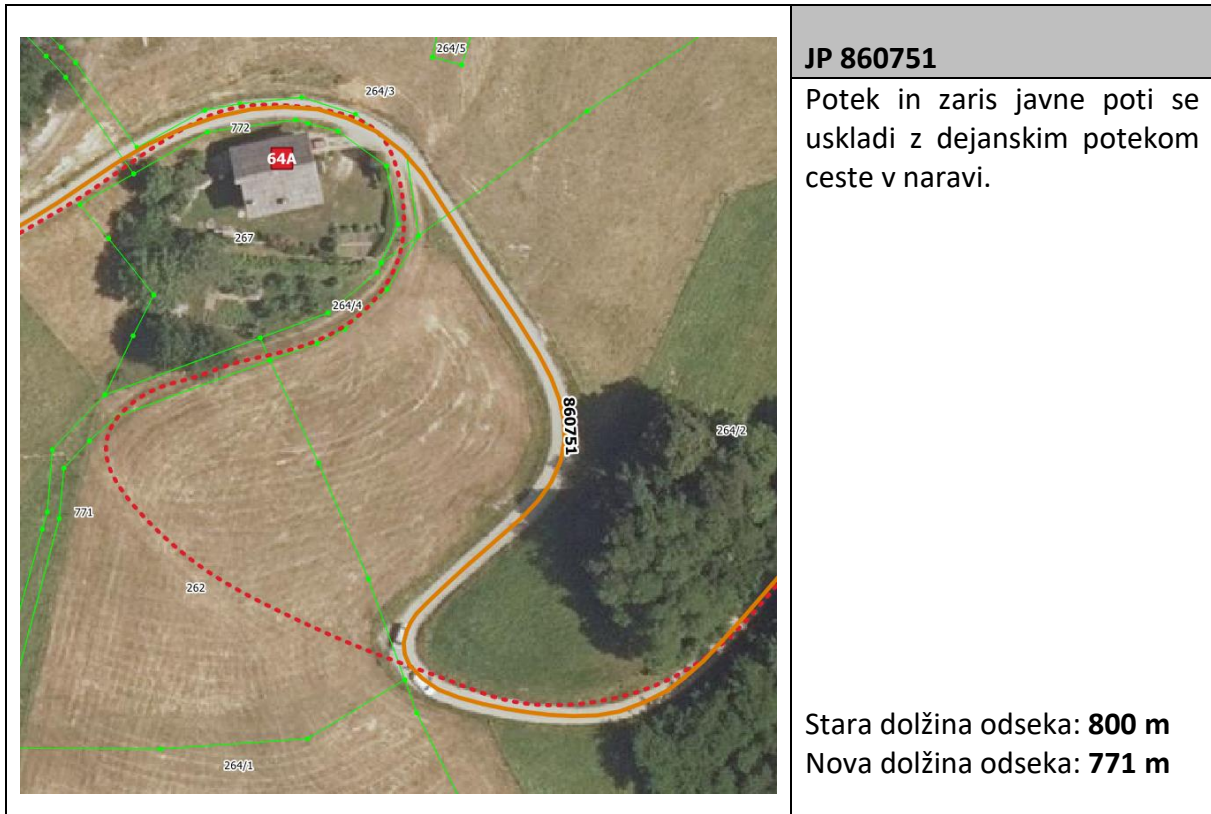 264/5
264/3
772
64A
267
264/4
860751
264/2
771
262
264/1
JP 860751
Potek in zaris javne poti se
uskladi z dejanskim potekom
ceste v naravi.
Stara dolžina odseka: 800 m
Nova dolžina odseka: 771 m